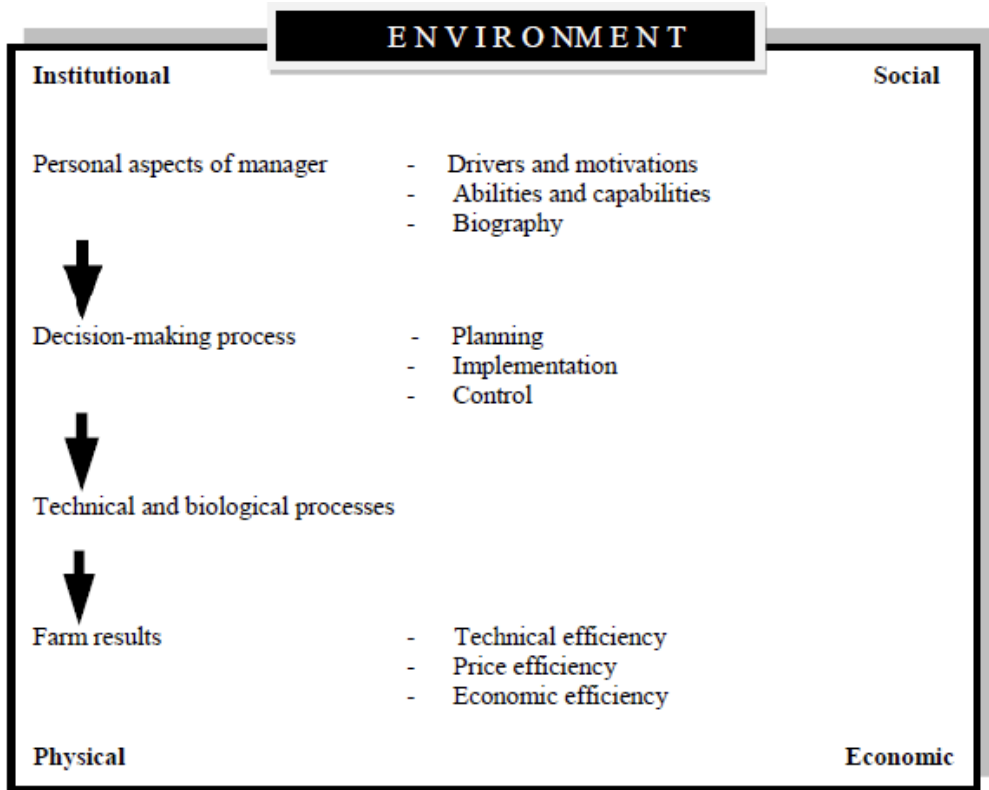 ENVIRONMENT
Institutional Social
Personal aspects of manager - Drivers and motivations
- Abilities and capabilities
- Biography
Decision-making process - Planning
- Implementation
- Control
Technical and biological processes
Farm results - Technical efficiency
- Price efficiency
- Economic efficiency
Physical Economic